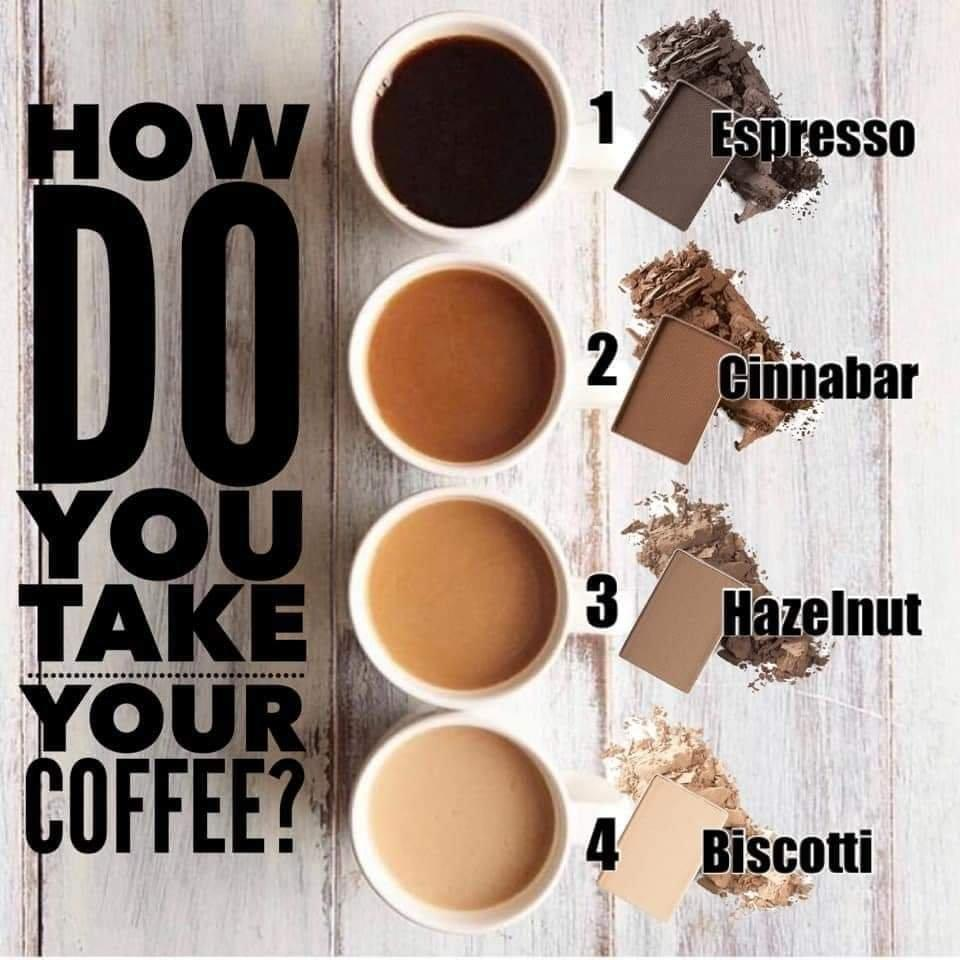 HOW
DO
YOU
TAKE
YOUR
COFFEE?
1 Espresso
2 Cinnabar
3 Hazelnut
4 Biscotti